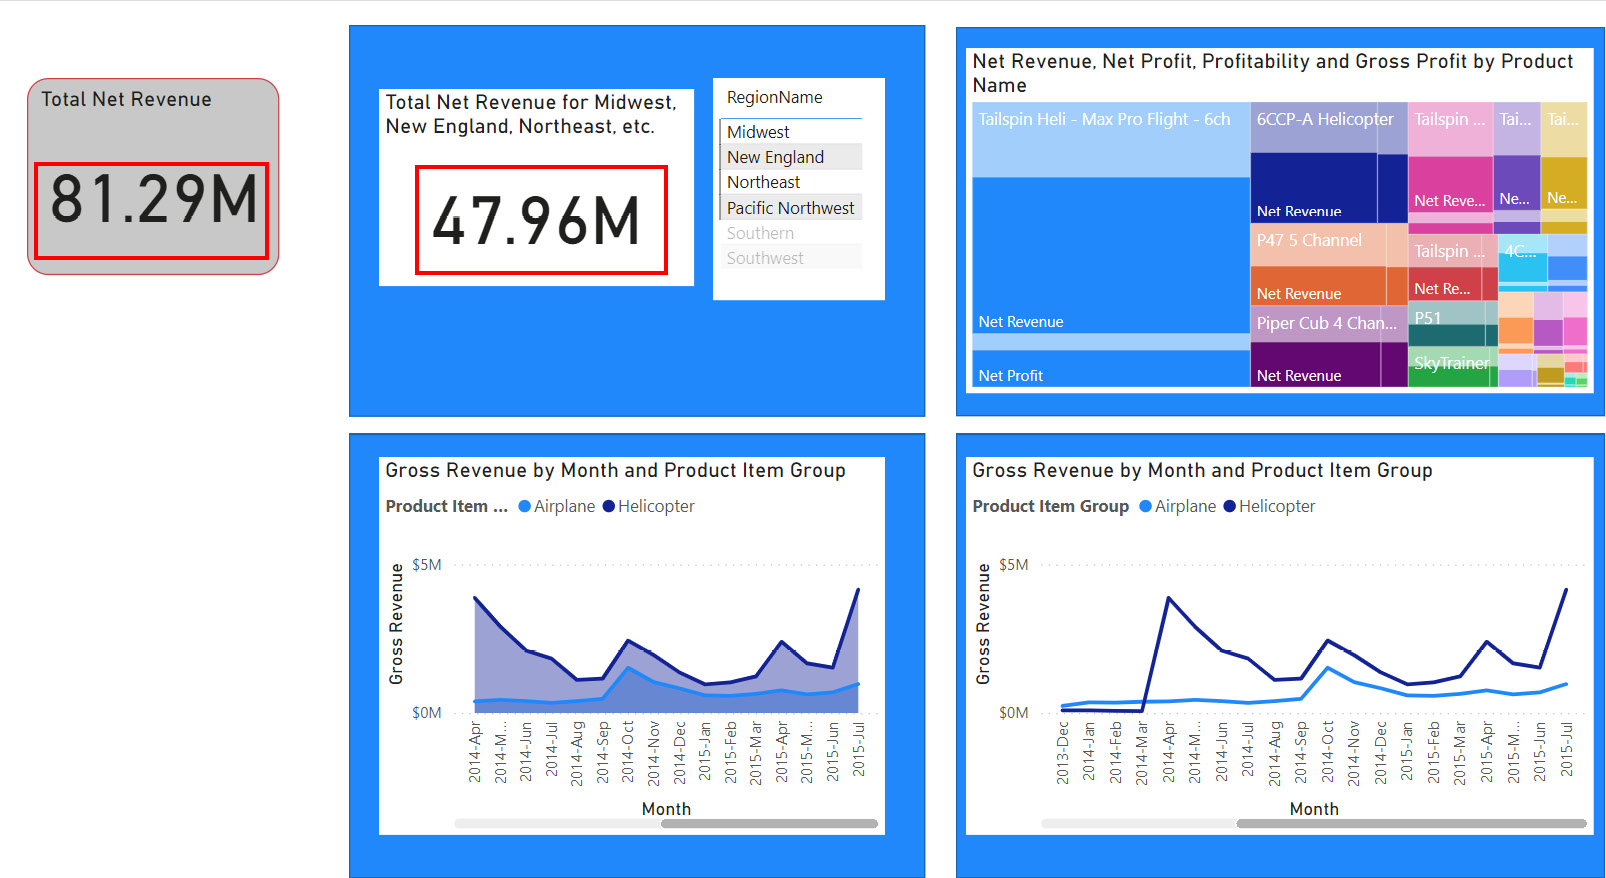 Total Net Revenue
81.29M
Total Net Revenue for Midwest,
New England, Northeast, etc.
47.96M
RegionName
Midwest
New England
Northeast
Pacific Northwest
Southern
Southwest
Net Revenue, Net Profit, Profitability and Gross Profit by Product
Name
Tailspin Heli - Max Pro Flight - 6ch
Net Revenue
Net Profit
6CCP-A Helicopter
Net Revenue
P47 5 Channel
Net Revenue
Piper Cub 4 Chan...
Net Revenue
Tailspin ...
Net Reve...
Tai...
Ne...
Tai...
Ne...
Tailspin ...
Net Re...
4C...
P51
SkyTrainer
Gross Revenue by Month and Product Item Group
Product Item ... Airplane Helicopter
Gross Revenue
$5M
$0M
2014-Apr
2014-M...
2014-Jun
2014-Jul
2014-Aug
2014-Sep
2014-Oct
2014-Nov
2014-Dec
2015-Jan
2015-Feb
2015-Mar
2015-Apr
2015-M...
2015-Jun
2015-Jul
Month
Gross Revenue by Month and Product Item Group
Product Item Group Airplane Helicopter
Gross Revenue
$5M
$0M
2013-Dec
2014-Jan
2014-Feb
2014-Mar
2014-Apr
2014-M...
2014-Jun
2014-Jul
2014-Aug
2014-Sep
2014-Oct
2014-Nov
2014-Dec
2015-Jan
2015-Feb
2015-Mar
2015-Apr
2015-M...
2015-Jun
2015-Jul
Month